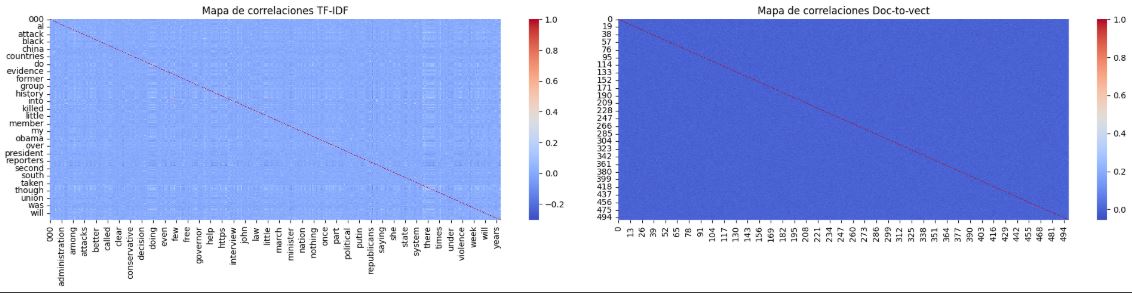 Mapa de correlaciones TF-IDF
000
al
attack
black
china
countries
do
evidence
former
group
history
into
killed
little
member
my
obama
over
president
reporters
second
south
taken
though
union
was
will
000
administration
among
attacks
better
called
clear
conservative
decision
doing
even
few
free
governor
help
https
interview
john
law
little
march
minister
nation
nothing
once
part
political
putin
republicans
saying
she
state
system
there
times
under
violence
week
will
years
1.0
0.8
0.6
0.4
0.2
0.0
−0.2
Mapa de correlaciones Doc-to-vect
0
19
38
57
76
95
114
133
152
171
190
209
228
247
266
285
304
323
342
361
380
399
418
437
456
475
494
0
13
26
39
52
65
78
91
104
117
130
143
156
169
182
195
208
221
234
247
260
273
286
299
312
325
338
351
364
377
390
403
416
429
442
455
468
481
494
1.0
0.8
0.6
0.4
0.2
0.0